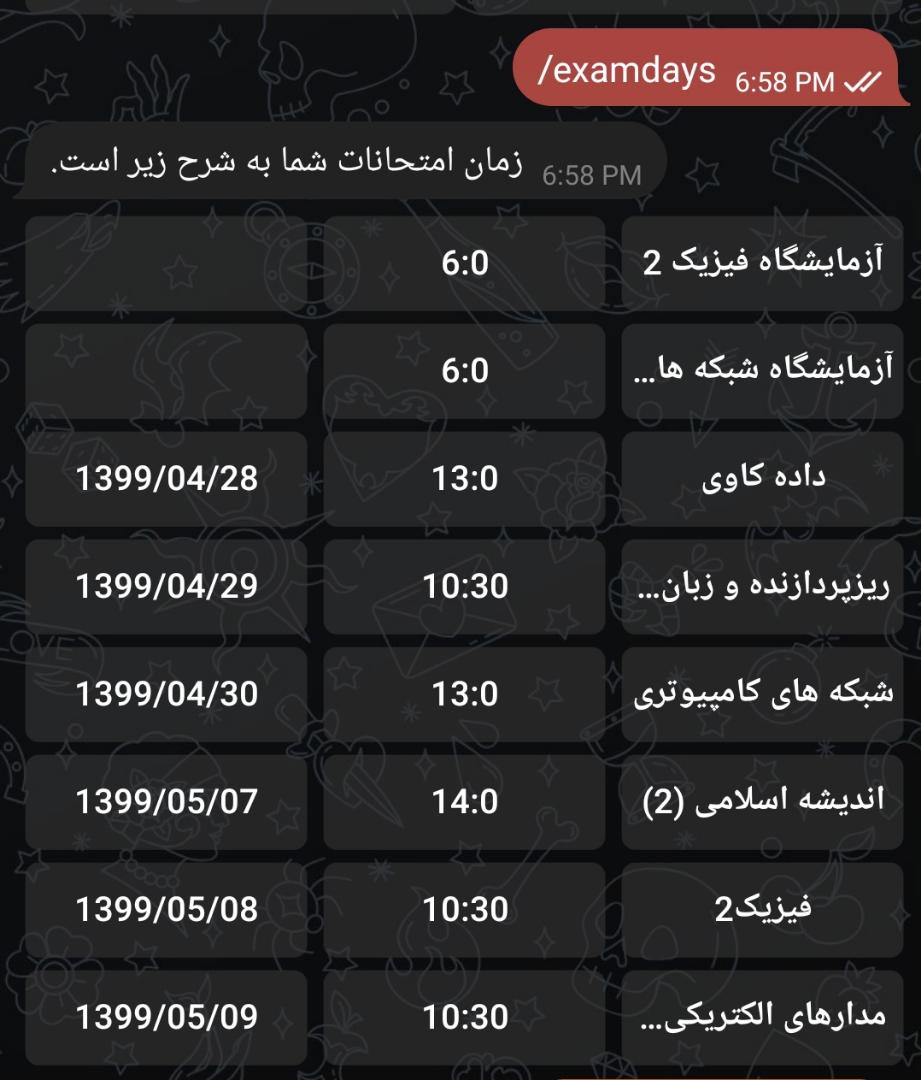 /examdays 6:58 PM
زمان امتحانات شما به شرح زیر است. 6:58 PM
آزمایشگاه فیزیک 2 6:0
آزمایشگاه شبکه ها... 6:0
داده کاوی 13:0 1399/04/28
ریزپردازنده و زبان... 10:30 1399/04/29
شبکه های کامپیوتری 13:0 1399/04/30
اندیشه اسلامی (2) 14:0 1399/05/07
فیزیک2 10:30 1399/05/08
مدارهای الکتریکی... 10:30 1399/05/09